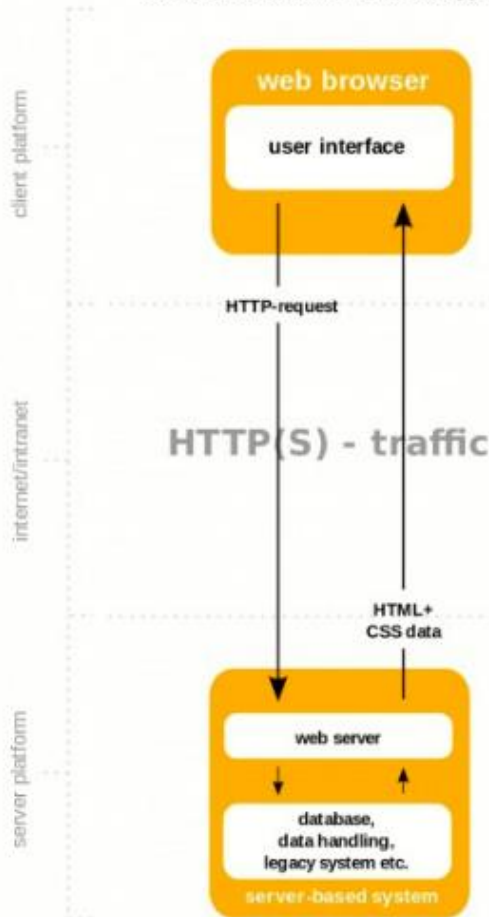 client platform
web browser
user interface
HTTP-request
internet/intranet
HTTP(S) - traffic
HTML+
CSS data
server platform
web server
database,
data handling,
legacy system etc.
server-based system